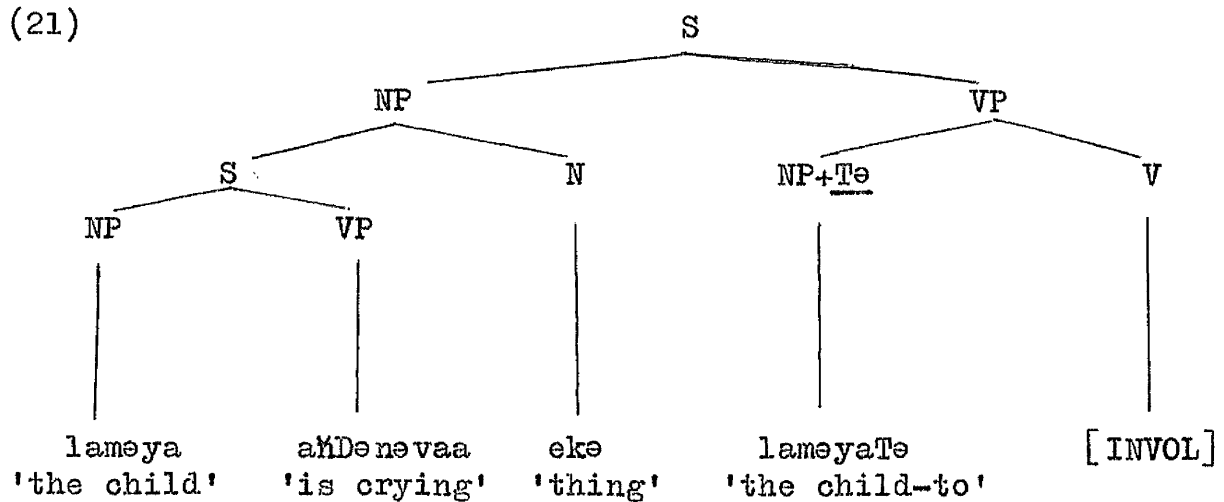 (21)
S
NP VP
S N NP+Tə V
NP VP
laməya ekə laməyaTə [INVOL]
'the child' 'is crying' 'thing' 'the child-to'